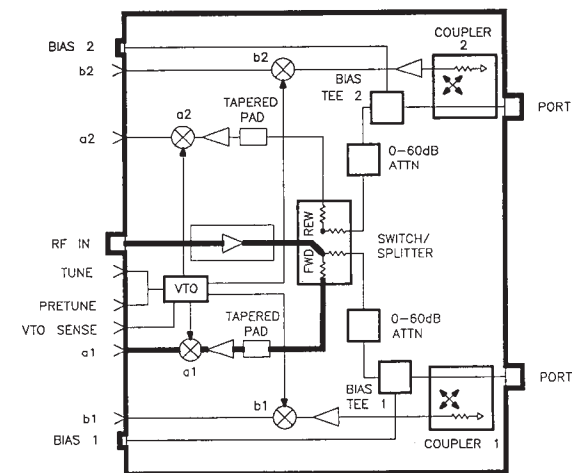 COUPLER
2
BIAS 2
b2
b2
BIAS
TEE 2
PORT
TAPERED
PAD
a2
a2
0-60dB
ATTN
REW
FWD
SWITCH/
SPLITTER
RF IN
TUNE
VTO
PRETUNE
VTO SENSE
TAPERED
PAD
0-60dB
ATTN
a1
a1
PORT
BIAS
TEE 1
b1
b1
BIAS 1
COUPLER 1